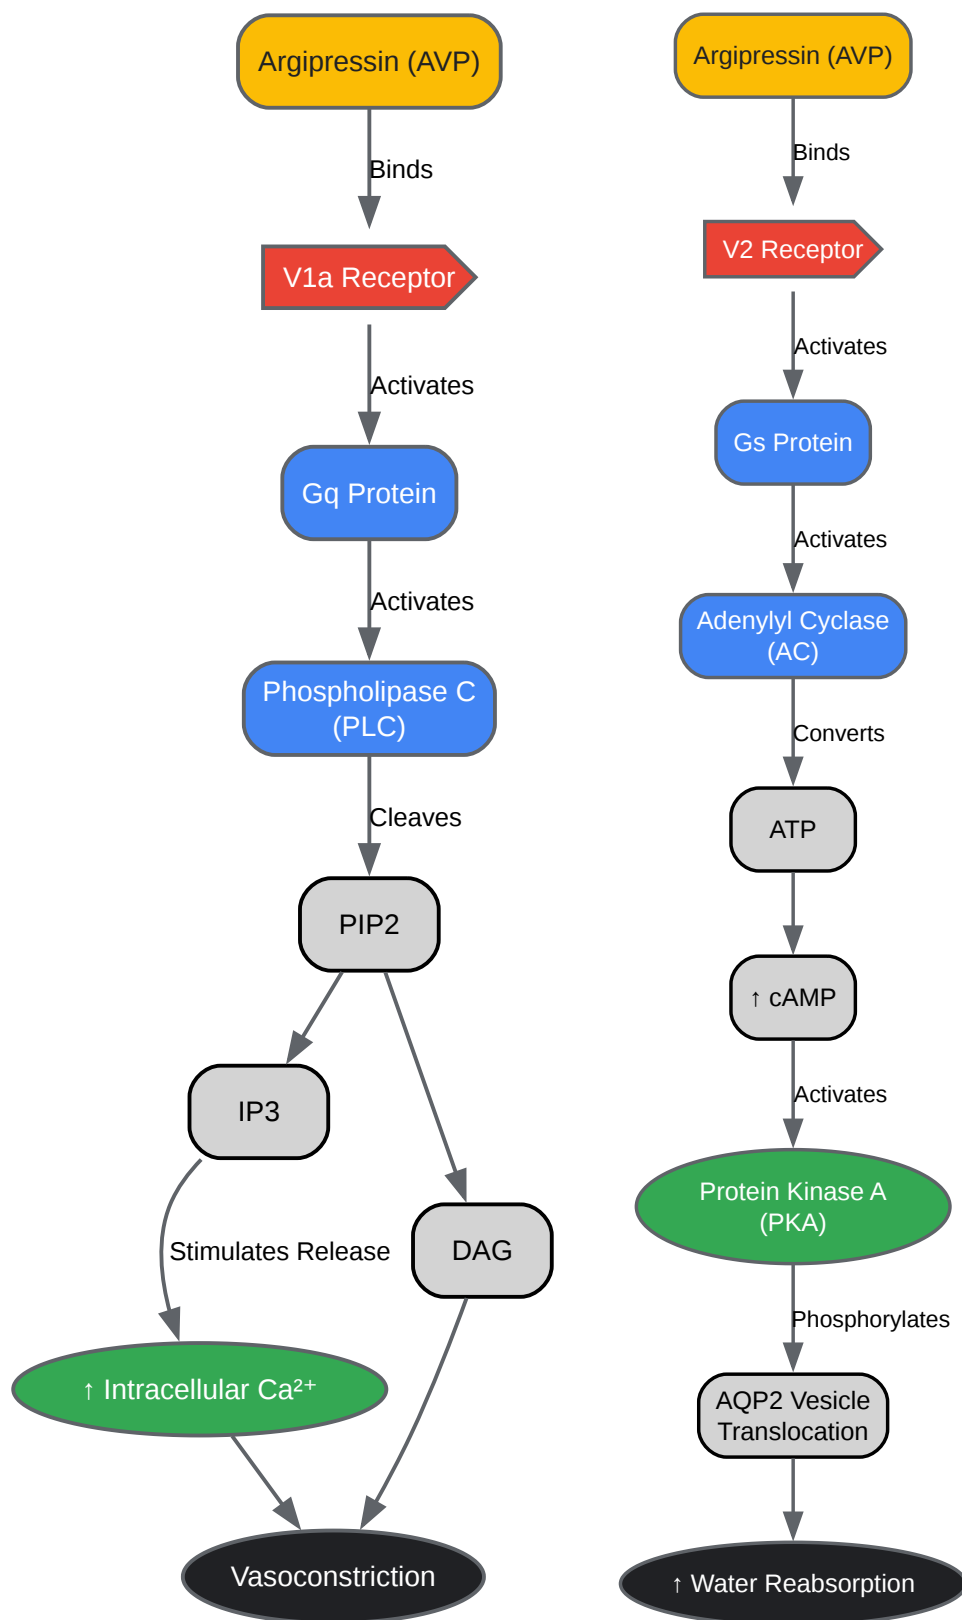 Argipressin (AVP)
Binds
V1a Receptor
Activates
Gq Protein
Activates
Phospholipase C
(PLC)
Cleaves
PIP2
IP3
Stimulates Release
DAG
↑ Intracellular Ca²⁺
Vasoconstriction
Argipressin (AVP)
Binds
V2 Receptor
Activates
Gs Protein
Activates
Adenylyl Cyclase
(AC)
Converts
ATP
↑ cAMP
Activates
Protein Kinase A
(PKA)
Phosphorylates
AQP2 Vesicle
Translocation
↑ Water Reabsorption